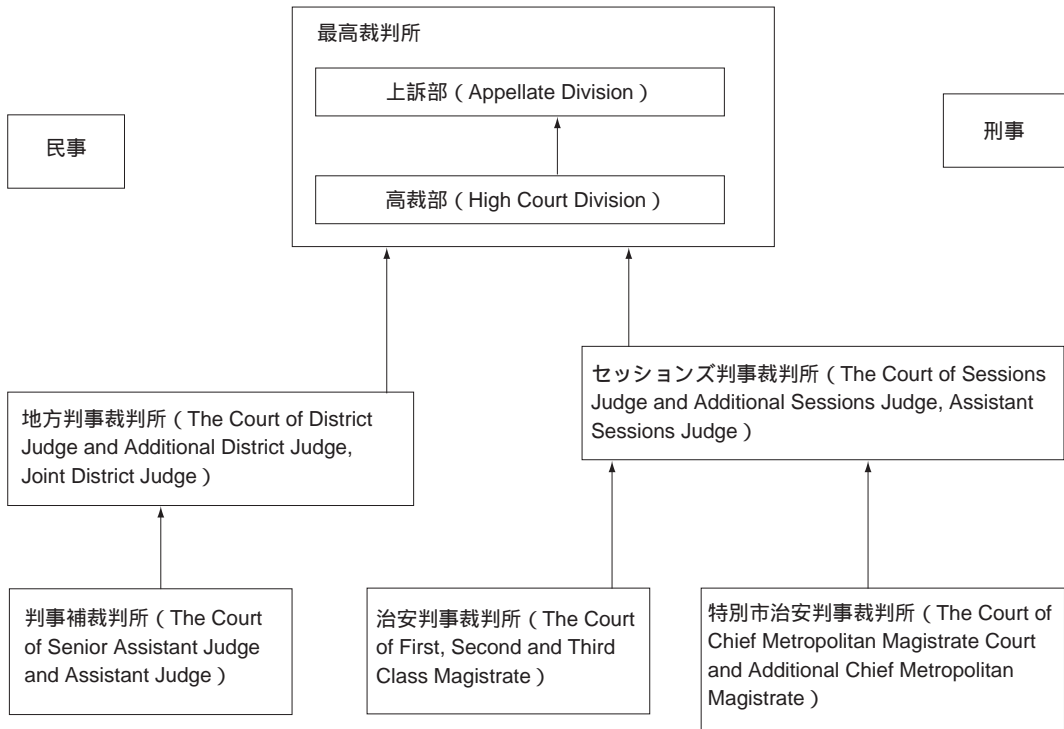 最高裁判所
上訴部（Appellate Division）
民事
刑事
高裁部（High Court Division）
セッションズ判事裁判所（The Court of Sessions
Judge and Additional Sessions Judge, Assistant
Sessions Judge）
地方判事裁判所（The Court of District
Judge and Additional District Judge,
Joint District Judge）
判事補裁判所（The Court
of Senior Assistant Judge
and Assistant Judge）
治安判事裁判所（The Court
of First, Second and Third
Class Magistrate）
特別市治安判事裁判所（The Court of
Chief Metropolitan Magistrate Court
and Additional Chief Metropolitan
Magistrate）